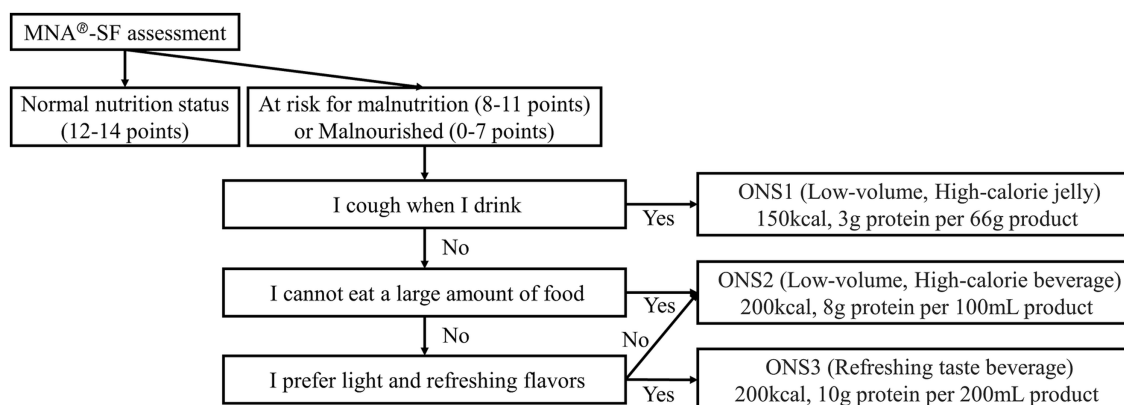 MNA®-SF assessment
Normal nutrition status
(12-14 points)
At risk for malnutrition (8-11 points)
or Malnourished (0-7 points)
I cough when I drink
Yes
ONS1 (Low-volume, High-calorie jelly)
150kcal, 3g protein per 66g product
No
I cannot eat a large amount of food
Yes
ONS2 (Low-volume, High-calorie beverage)
200kcal, 8g protein per 100mL product
No
No
I prefer light and refreshing flavors
Yes
ONS3 (Refreshing taste beverage)
200kcal, 10g protein per 200mL product